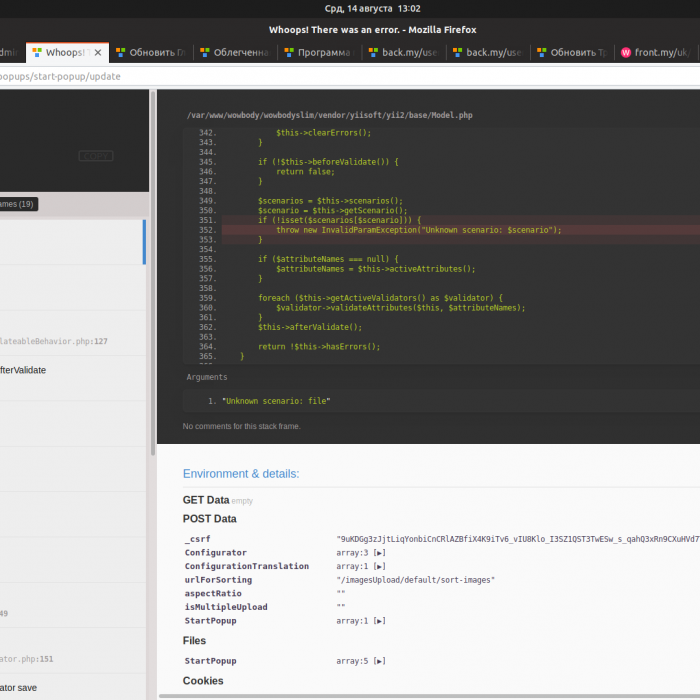 Срд, 14 августа 13:02
Whoops! There was an error. - Mozilla Firefox
Whoops! Обновить Облегченна Программа back.my/use back.my/use Обновить front.my/uk/
popups/start-popup/update
/var/www/wowbody/wowbodyslim/vendor/yiisoft/yii2/base/Model.php
342. $this->clearErrors();
343. }
344.
345. if (!$this->beforeValidate()) {
346. return false;
347. }
348.
349. $scenarios = $this->scenarios();
350. $scenario = $this->getScenario();
351. if (!isset($scenarios[$scenario])) {
352. throw new InvalidParamException("Unknown scenario: $scenario");
353. }
354.
355. if ($attributeNames === null) {
356. $attributeNames = $this->activeAttributes();
357. }
358.
359. foreach ($this->getActiveValidators() as $validator) {
360. $validator->validateAttributes($this, $attributeNames);
361. }
362. $this->afterValidate();
363.
364. return !$this->hasErrors();
365. }
COPY
ames (19)
lateableBehavior.php:127
fterValidate
49
ator.php:151
ator save
Arguments
1. "Unknown scenario: file"
No comments for this stack frame.
Environment & details:
GET Data empty
POST Data
_csrf "9uKDGg3zJjtLiqYonbiCnCRlAZBfiX4K9iTv6_vIU8Klo_I3SZ1QST3TwESw_s_qahQ3xRn9CXuHVd7
Configurator array:3 [▶]
ConfigurationTranslation array:1 [▶]
urlForSorting "/imagesUpload/default/sort-images"
aspectRatio ""
isMultipleUpload ""
StartPopup array:1 [▶]
Files
StartPopup array:5 [▶]
Cookies